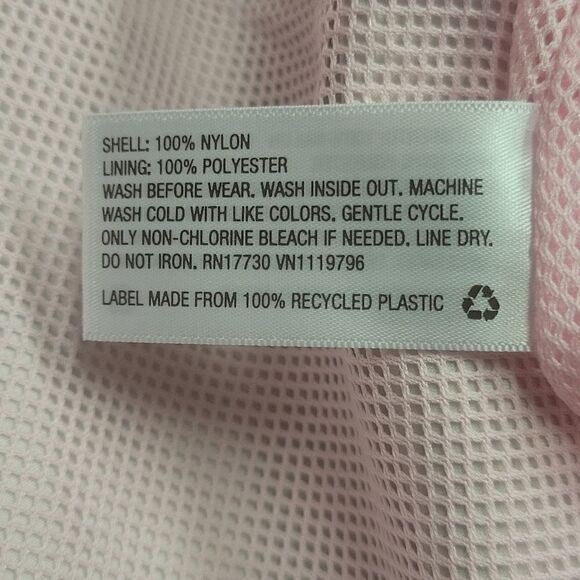 SHELL: 100% NYLON
LINING: 100% POLYESTER
WASH BEFORE WEAR. WASH INSIDE OUT. MACHINE
WASH COLD WITH LIKE COLORS. GENTLE CYCLE.
ONLY NON-CHLORINE BLEACH IF NEEDED. LINE DRY.
DO NOT IRON. RN17730 VN1119796
LABEL MADE FROM 100% RECYCLED PLASTIC